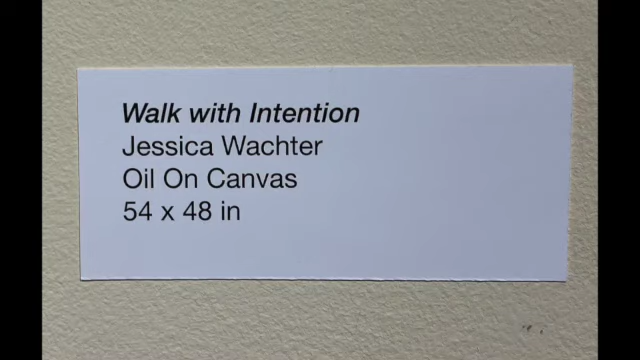 Walk with Intention
Jessica Wachter
Oil On Canvas
54 x 48 in